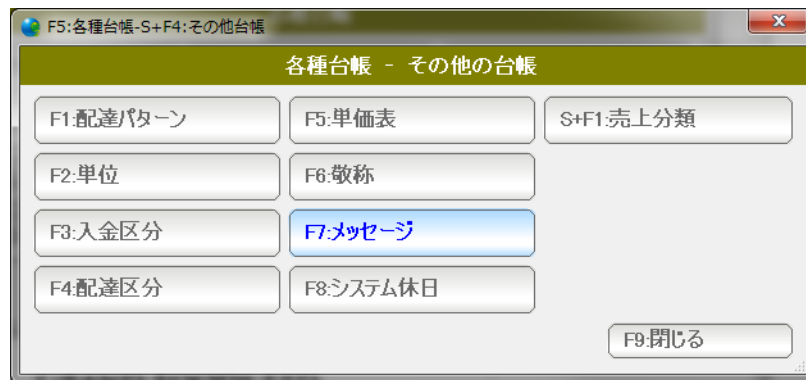 F5:各種台帳-S+F4:その他台帳
各種台帳 - その他の台帳
F1:配達パターン
F5:単価表
S+F1:売上分類
F2:単位
F6:敬称
F3:入金区分
F7:メッセージ
F4:配達区分
F8:システム休日
F9:閉じる